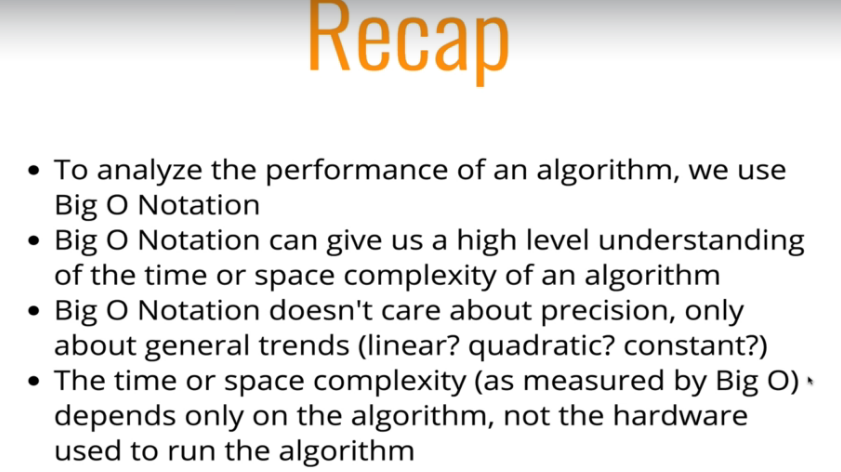 Recap
• To analyze the performance of an algorithm, we use
Big O Notation
• Big O Notation can give us a high level understanding
of the time or space complexity of an algorithm
• Big O Notation doesn't care about precision, only
about general trends (linear? quadratic? constant?)
• The time or space complexity (as measured by Big O)
depends only on the algorithm, not the hardware
used to run the algorithm